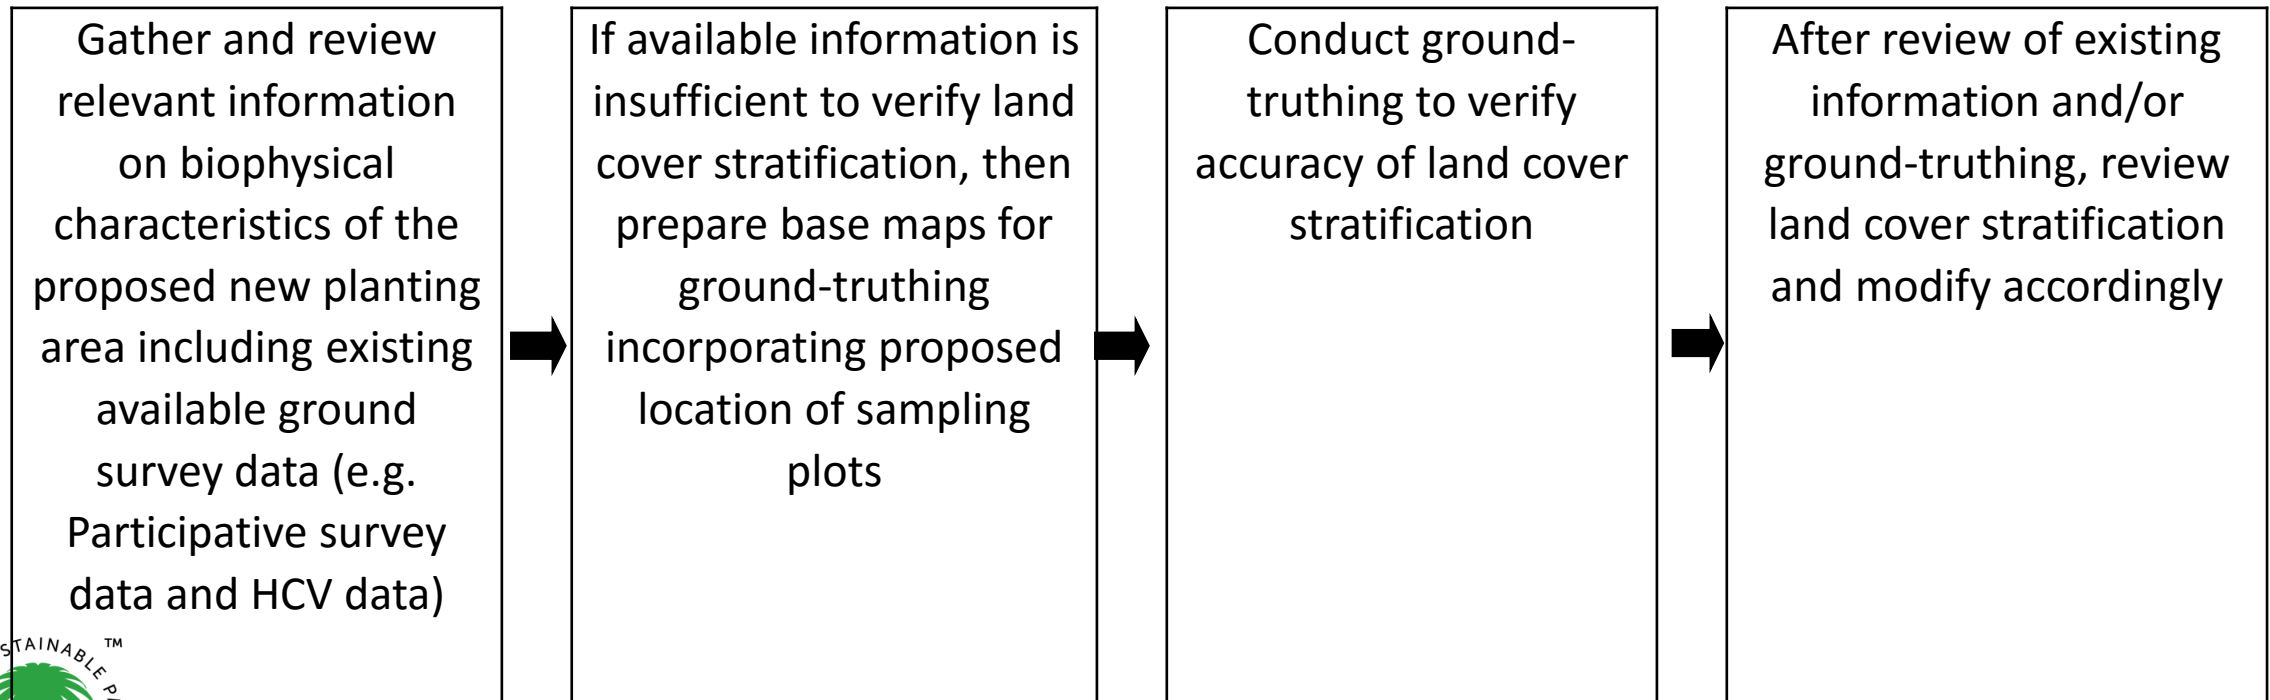 Gather and review
relevant information
on biophysical
characteristics of the
proposed new planting
area including existing
available ground
survey data (e.g.
Participative survey
data and HCV data)
If available information is
insufficient to verify land
cover stratification, then
prepare base maps for
ground-truthing
incorporating proposed
location of sampling
plots
Conduct ground-
truthing to verify
accuracy of land cover
stratification
After review of existing
information and/or
ground-truthing, review
land cover stratification
and modify accordingly
TM